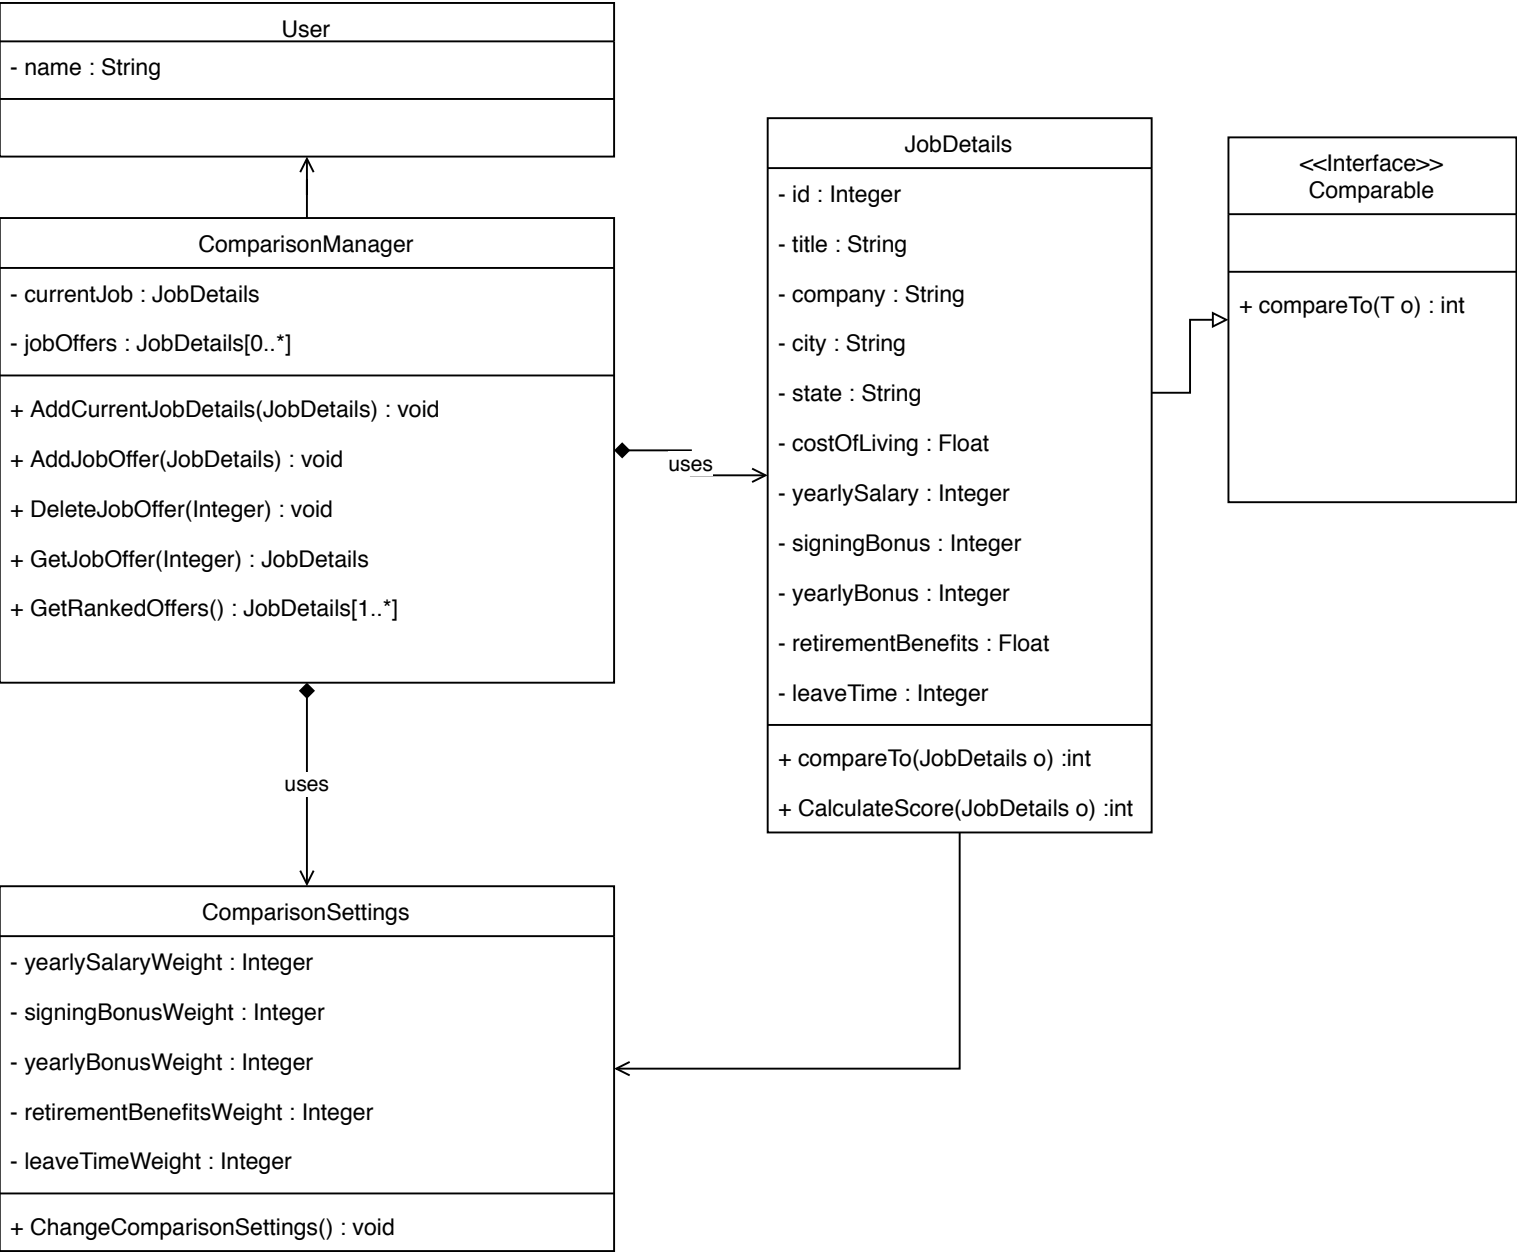 User
- name : String
ComparisonManager
- currentJob : JobDetails
- jobOffers : JobDetails[0..*]
+ AddCurrentJobDetails(JobDetails) : void
+ AddJobOffer(JobDetails) : void
+ DeleteJobOffer(Integer) : void
+ GetJobOffer(Integer) : JobDetails
+ GetRankedOffers() : JobDetails[1..*]
uses
uses
ComparisonSettings
- yearlySalaryWeight : Integer
- signingBonusWeight : Integer
- yearlyBonusWeight : Integer
- retirementBenefitsWeight : Integer
- leaveTimeWeight : Integer
+ ChangeComparisonSettings() : void
JobDetails
- id : Integer
- title : String
- company : String
- city : String
- state : String
- costOfLiving : Float
- yearlySalary : Integer
- signingBonus : Integer
- yearlyBonus : Integer
- retirementBenefits : Float
- leaveTime : Integer
+ compareTo(JobDetails o) :int
+ CalculateScore(JobDetails o) :int
<<Interface>>
Comparable
+ compareTo(T o) : int